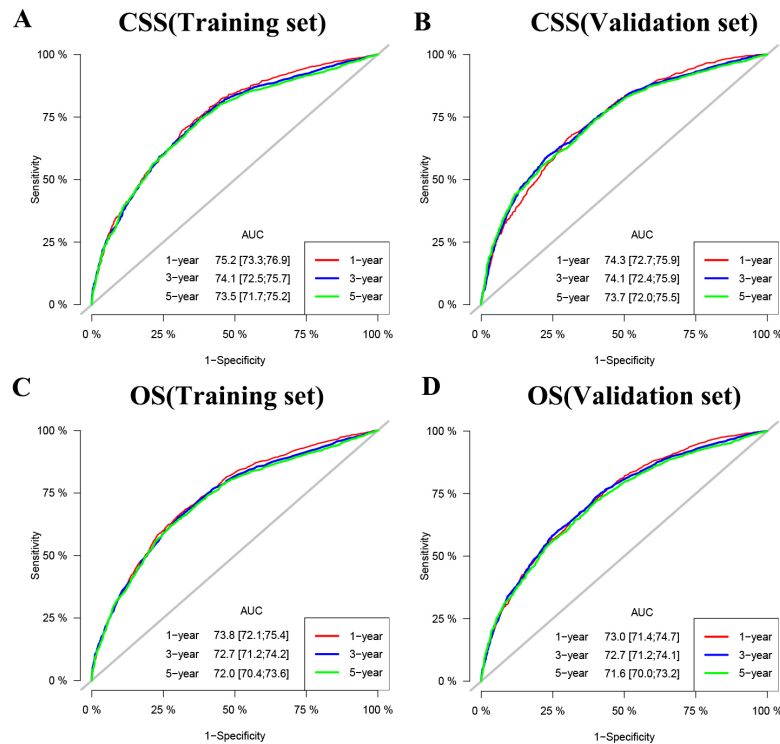 A
CSS(Training set)
100 %
75 %
50 %
25 %
0 %
Sensitivity
AUC
1−year 75.2 [73.3;76.9]
3−year 74.1 [72.5;75.7]
5−year 73.5 [71.7;75.2]
1−year
3−year
5−year
0 % 25 % 50 % 75 % 100 %
1−Specificity
B
CSS(Validation set)
100 %
75 %
50 %
25 %
0 %
Sensitivity
AUC
1−year 74.3 [72.7;75.9]
3−year 74.1 [72.4;75.9]
5−year 73.7 [72.0;75.5]
1−year
3−year
5−year
0 % 25 % 50 % 75 % 100 %
1−Specificity
C
OS(Training set)
100 %
75 %
50 %
25 %
0 %
Sensitivity
AUC
1−year 73.8 [72.1;75.4]
3−year 72.7 [71.2;74.2]
5−year 72.0 [70.4;73.6]
1−year
3−year
5−year
0 % 25 % 50 % 75 % 100 %
1−Specificity
D
OS(Validation set)
100 %
75 %
50 %
25 %
0 %
Sensitivity
AUC
1−year 73.0 [71.4;74.7]
3−year 72.7 [71.2;74.1]
5−year 71.6 [70.0;73.2]
1−year
3−year
5−year
0 % 25 % 50 % 75 % 100 %
1−Specificity